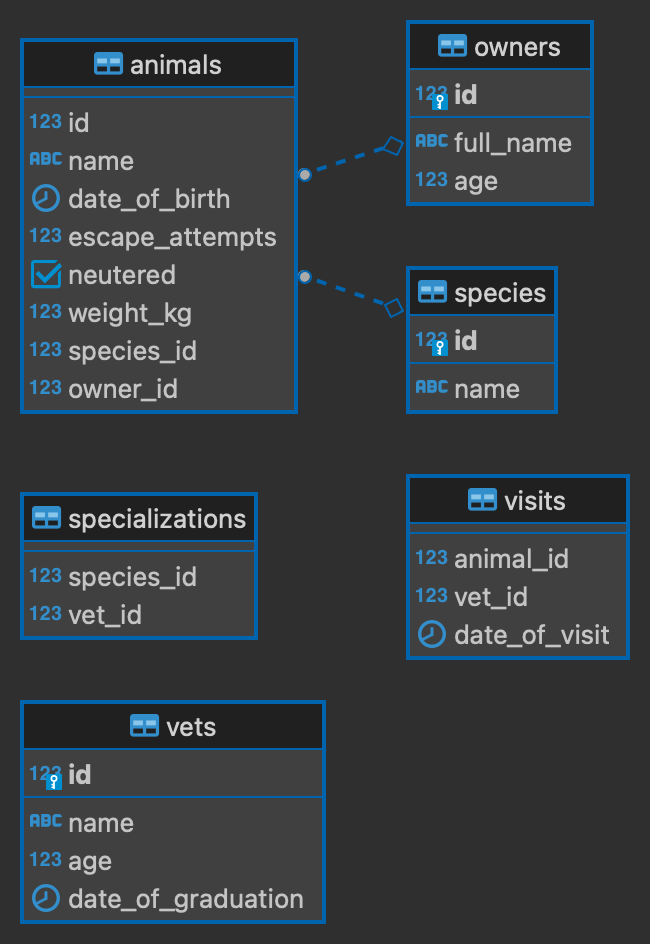 animals
123 id
ABC name
date_of_birth
123 escape_attempts
neutered
123 weight_kg
123 species_id
123 owner_id
owners
123 id
ABC full_name
123 age
species
123 id
ABC name
specializations
123 species_id
123 vet_id
visits
123 animal_id
123 vet_id
date_of_visit
vets
123 id
ABC name
123 age
date_of_graduation